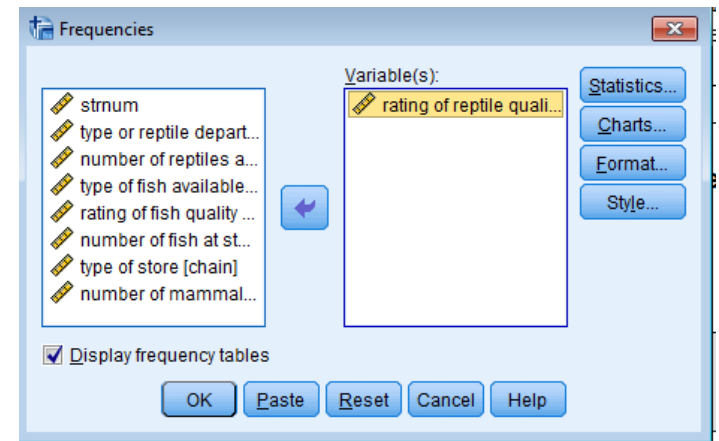 Frequencies
Variable(s):
strnum
type or reptile depart...
number of reptiles a...
type of fish available...
rating of fish quality ...
number of fish at st...
type of store [chain]
number of mammal...
rating of reptile quali...
Statistics...
Charts...
Format...
Style...
Display frequency tables
OK Paste Reset Cancel Help